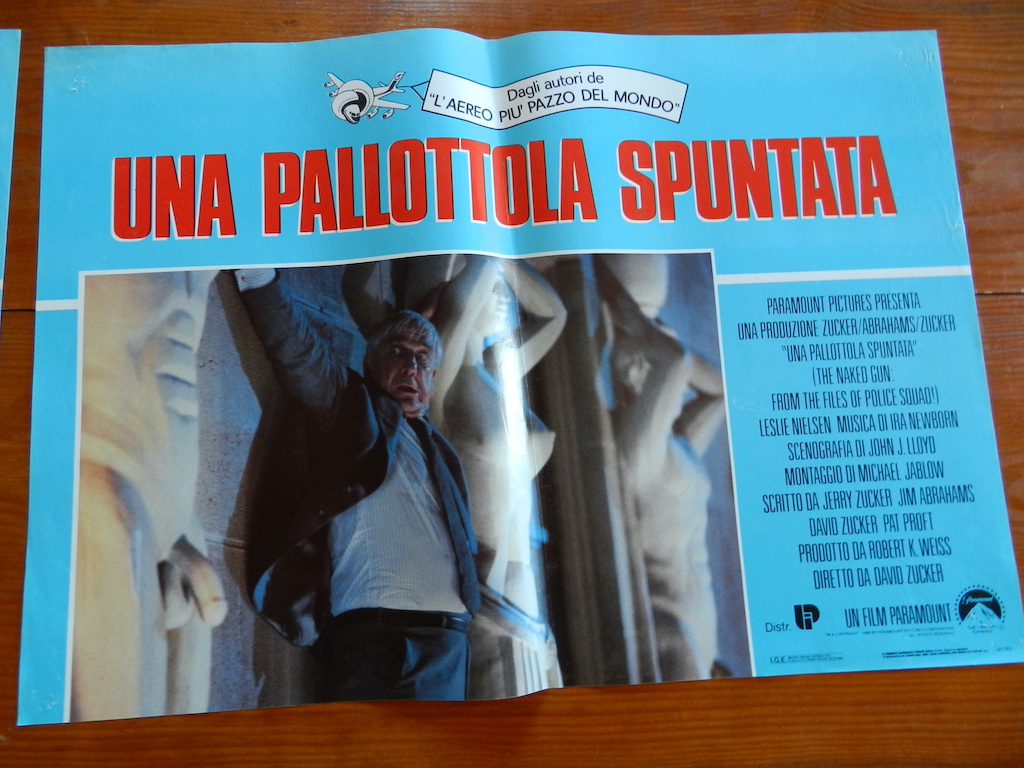 Dagli autori de
"L'AEREO PIU' PAZZO DEL MONDO"
UNA PALLOTTOLA SPUNTATA
PARAMOUNT PICTURES PRESENTA
UNA PRODUZIONE ZUCKER/ABRAHAMS/ZUCKER
"UNA PALLOTTOLA SPUNTATA"
(THE NAKED GUN:
FROM THE FILES OF POLICE SQUAD!)
LESLIE NIELSEN MUSICA DI IRA NEWBORN
SCENOGRAFIA DI JOHN J. LLOYD
MONTAGGIO DI MICHAEL JABLOW
SCRITTO DA JERRY ZUCKER JIM ABRAHAMS
DAVID ZUCKER PAT PROFT
PRODOTTO DA ROBERT K. WEISS
DIRETTO DA DAVID ZUCKER
Distr. UIP
UN FILM PARAMOUNT
Paramount
I.G.E.